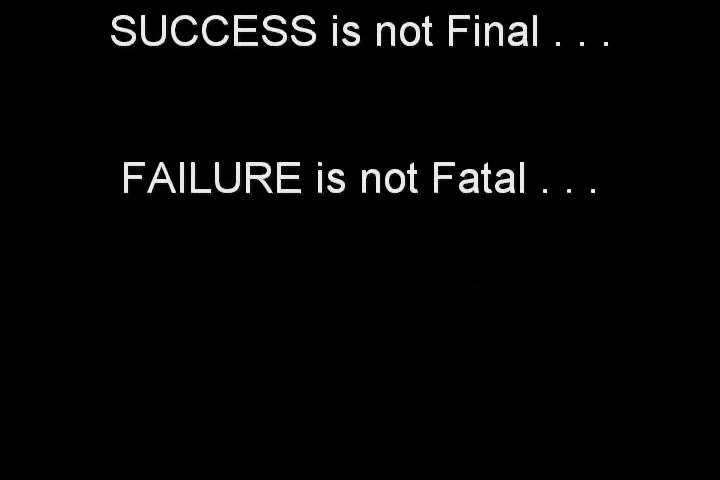 SUCCESS is not Final . . .
FAILURE is not Fatal . . .